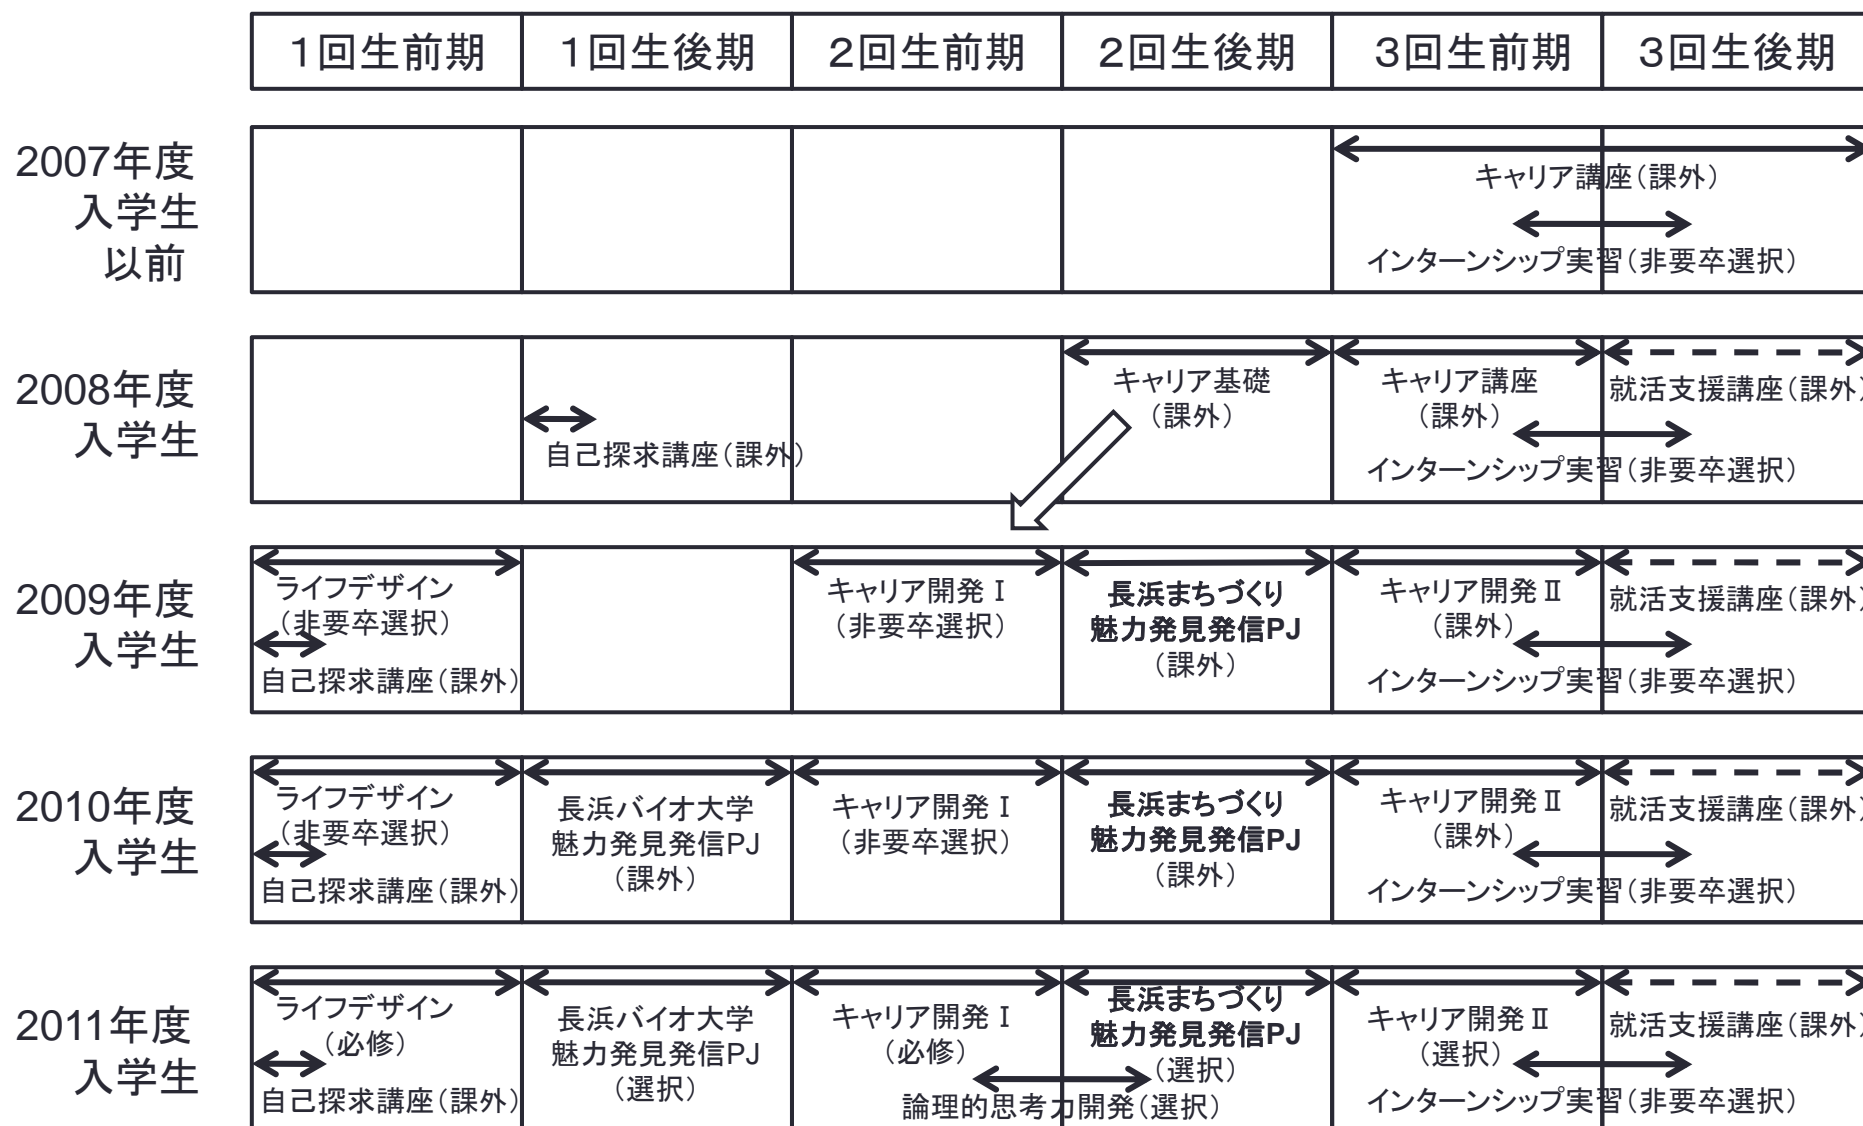 1回生前期 1回生後期 2回生前期 2回生後期 3回生前期 3回生後期
2007年度
入学生
以前
キャリア講座（課外）
インターンシップ実習（非要卒選択）
2008年度
入学生
自己探求講座（課外）
キャリア基礎
（課外）
キャリア講座
（課外）
就活支援講座（課外）
インターンシップ実習（非要卒選択）
2009年度
入学生
ライフデザイン
（非要卒選択）
自己探求講座（課外）
キャリア開発Ⅰ
（非要卒選択）
長浜まちづくり
魅力発見発信PJ
（課外）
キャリア開発Ⅱ
（課外）
就活支援講座（課外）
インターンシップ実習（非要卒選択）
2010年度
入学生
ライフデザイン
（非要卒選択）
自己探求講座（課外）
長浜バイオ大学
魅力発見発信PJ
（課外）
キャリア開発Ⅰ
（非要卒選択）
長浜まちづくり
魅力発見発信PJ
（課外）
キャリア開発Ⅱ
（課外）
就活支援講座（課外）
インターンシップ実習（非要卒選択）
2011年度
入学生
ライフデザイン
（必修）
自己探求講座（課外）
長浜バイオ大学
魅力発見発信PJ
（選択）
キャリア開発Ⅰ
（必修）
論理的思考力開発（選択）
長浜まちづくり
魅力発見発信PJ
（選択）
キャリア開発Ⅱ
（選択）
就活支援講座（課外）
インターンシップ実習（非要卒選択）